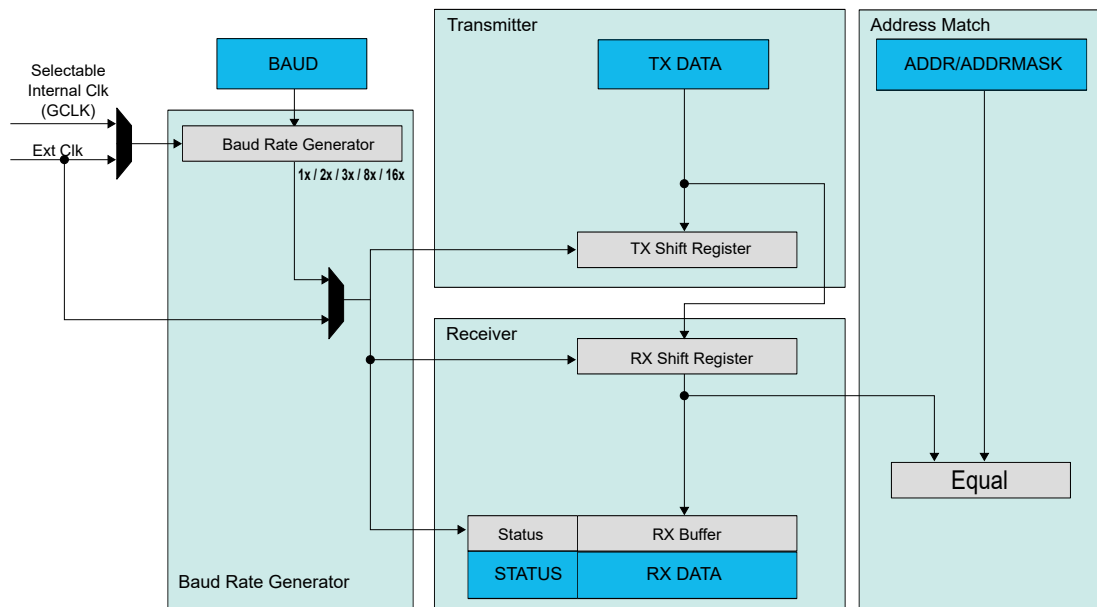 Transmitter
Address Match
BAUD
TX DATA
ADDR/ADDRMASK
Selectable
Internal Clk
(GCLK)
Ext Clk
Baud Rate Generator
1x / 2x / 3x / 8x / 16x
TX Shift Register
Receiver
RX Shift Register
Equal
Status
RX Buffer
STATUS
RX DATA
Baud Rate Generator